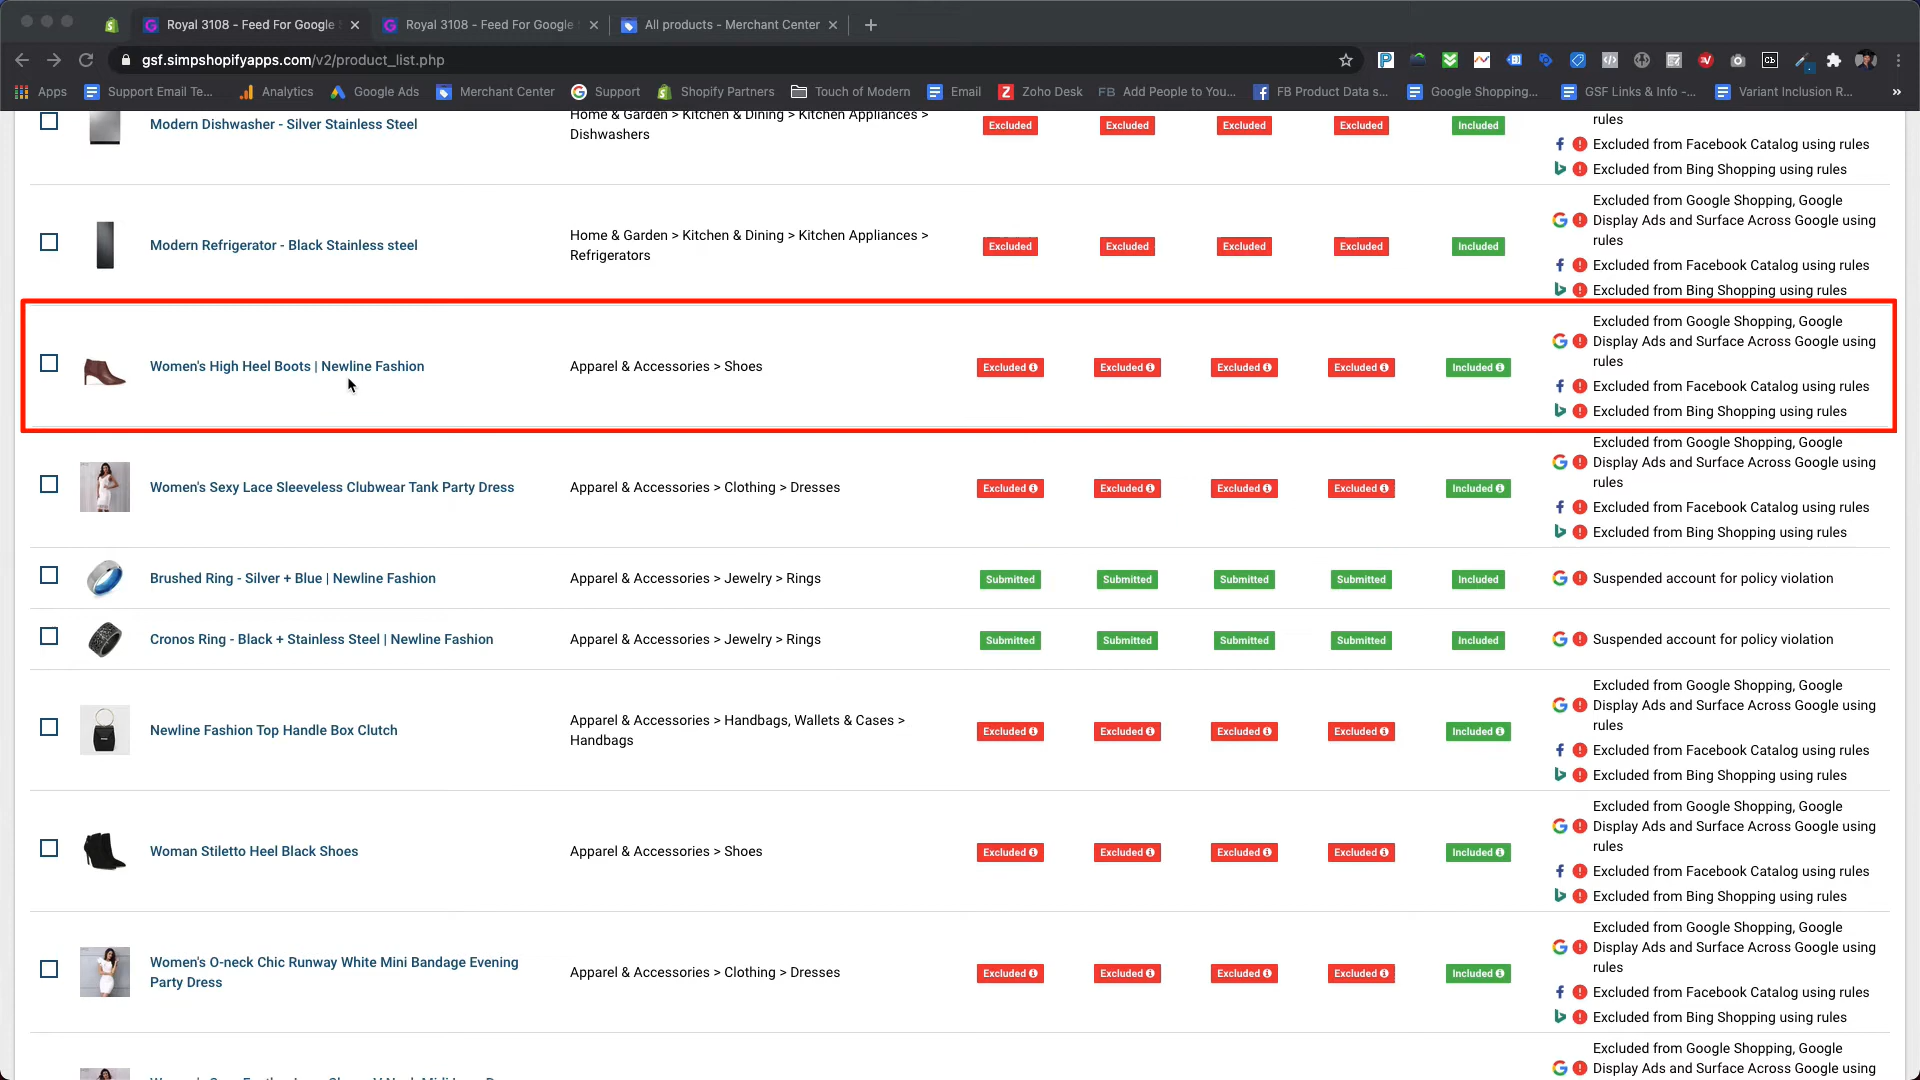 Royal 3108 - Feed For Google
Royal 3108 - Feed For Google
All products - Merchant Center
gsf.simpshopifyapps.com/v2/product_list.php
Apps
Support Email Te...
Analytics
Google Ads
Merchant Center
Support
Shopify Partners
Touch of Modern
Email
Zoho Desk
FB Add People to You...
FB Product Data s...
Google Shopping...
GSF Links & Info -...
Variant Inclusion R...
»
Modern Dishwasher - Silver Stainless Steel
Home & Garden > Kitchen & Dining > Kitchen Appliances >
Dishwashers
Excluded
Excluded
Excluded
Excluded
Included
rules
Excluded from Facebook Catalog using rules
Excluded from Bing Shopping using rules
Modern Refrigerator - Black Stainless steel
Home & Garden > Kitchen & Dining > Kitchen Appliances >
Refrigerators
Excluded
Excluded
Excluded
Excluded
Included
Excluded from Google Shopping, Google
Display Ads and Surface Across Google using
rules
Excluded from Facebook Catalog using rules
Excluded from Bing Shopping using rules
Women's High Heel Boots | Newline Fashion
Apparel & Accessories > Shoes
Excluded
Excluded
Excluded
Excluded
Included
Excluded from Google Shopping, Google
Display Ads and Surface Across Google using
rules
Excluded from Facebook Catalog using rules
Excluded from Bing Shopping using rules
Women's Sexy Lace Sleeveless Clubwear Tank Party Dress
Apparel & Accessories > Clothing > Dresses
Excluded
Excluded
Excluded
Excluded
Included
Excluded from Google Shopping, Google
Display Ads and Surface Across Google using
rules
Excluded from Facebook Catalog using rules
Excluded from Bing Shopping using rules
Brushed Ring - Silver + Blue | Newline Fashion
Apparel & Accessories > Jewelry > Rings
Submitted
Submitted
Submitted
Submitted
Included
Suspended account for policy violation
Cronos Ring - Black + Stainless Steel | Newline Fashion
Apparel & Accessories > Jewelry > Rings
Submitted
Submitted
Submitted
Submitted
Included
Suspended account for policy violation
Newline Fashion Top Handle Box Clutch
Apparel & Accessories > Handbags, Wallets & Cases >
Handbags
Excluded
Excluded
Excluded
Excluded
Included
Excluded from Google Shopping, Google
Display Ads and Surface Across Google using
rules
Excluded from Facebook Catalog using rules
Excluded from Bing Shopping using rules
Woman Stiletto Heel Black Shoes
Apparel & Accessories > Shoes
Excluded
Excluded
Excluded
Excluded
Included
Excluded from Google Shopping, Google
Display Ads and Surface Across Google using
rules
Excluded from Facebook Catalog using rules
Excluded from Bing Shopping using rules
Women's O-neck Chic Runway White Mini Bandage Evening
Party Dress
Apparel & Accessories > Clothing > Dresses
Excluded
Excluded
Excluded
Excluded
Included
Excluded from Google Shopping, Google
Display Ads and Surface Across Google using
rules
Excluded from Facebook Catalog using rules
Excluded from Bing Shopping using rules
Excluded from Google Shopping, Google
Display Ads and Surface Across Google using